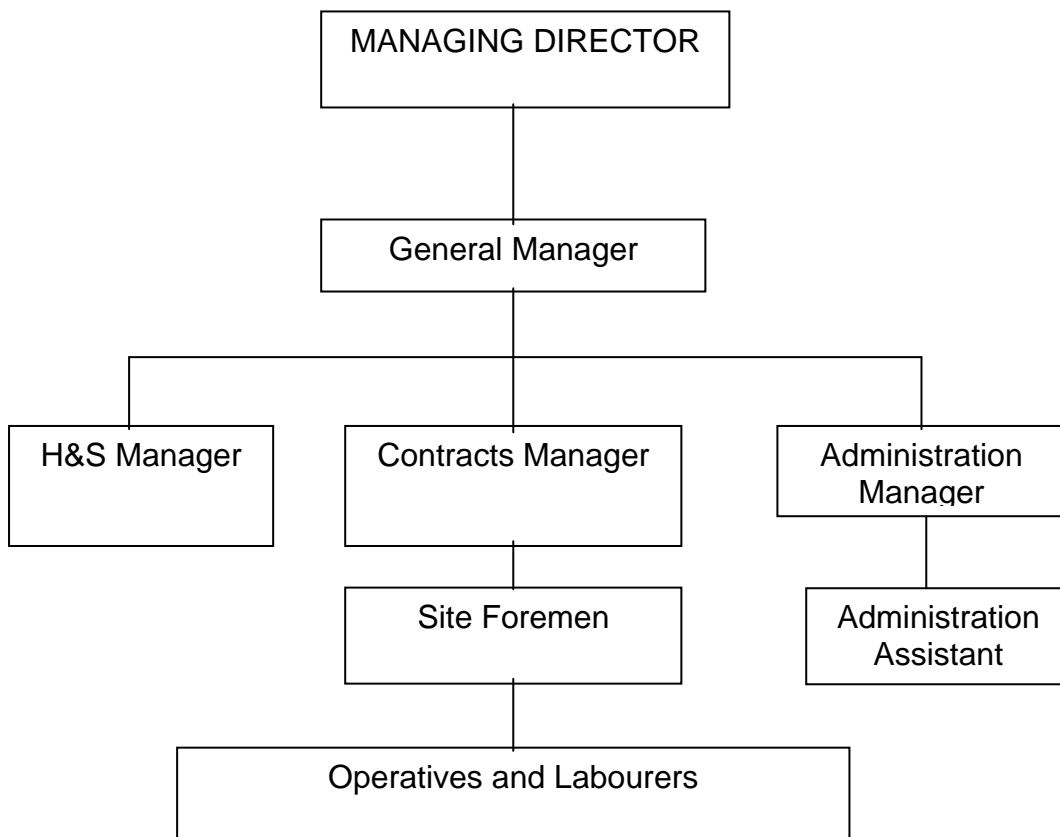 MANAGING DIRECTOR
General Manager
H&S Manager
Contracts Manager
Administration
Manager
Site Foremen
Administration
Assistant
Operatives and Labourers